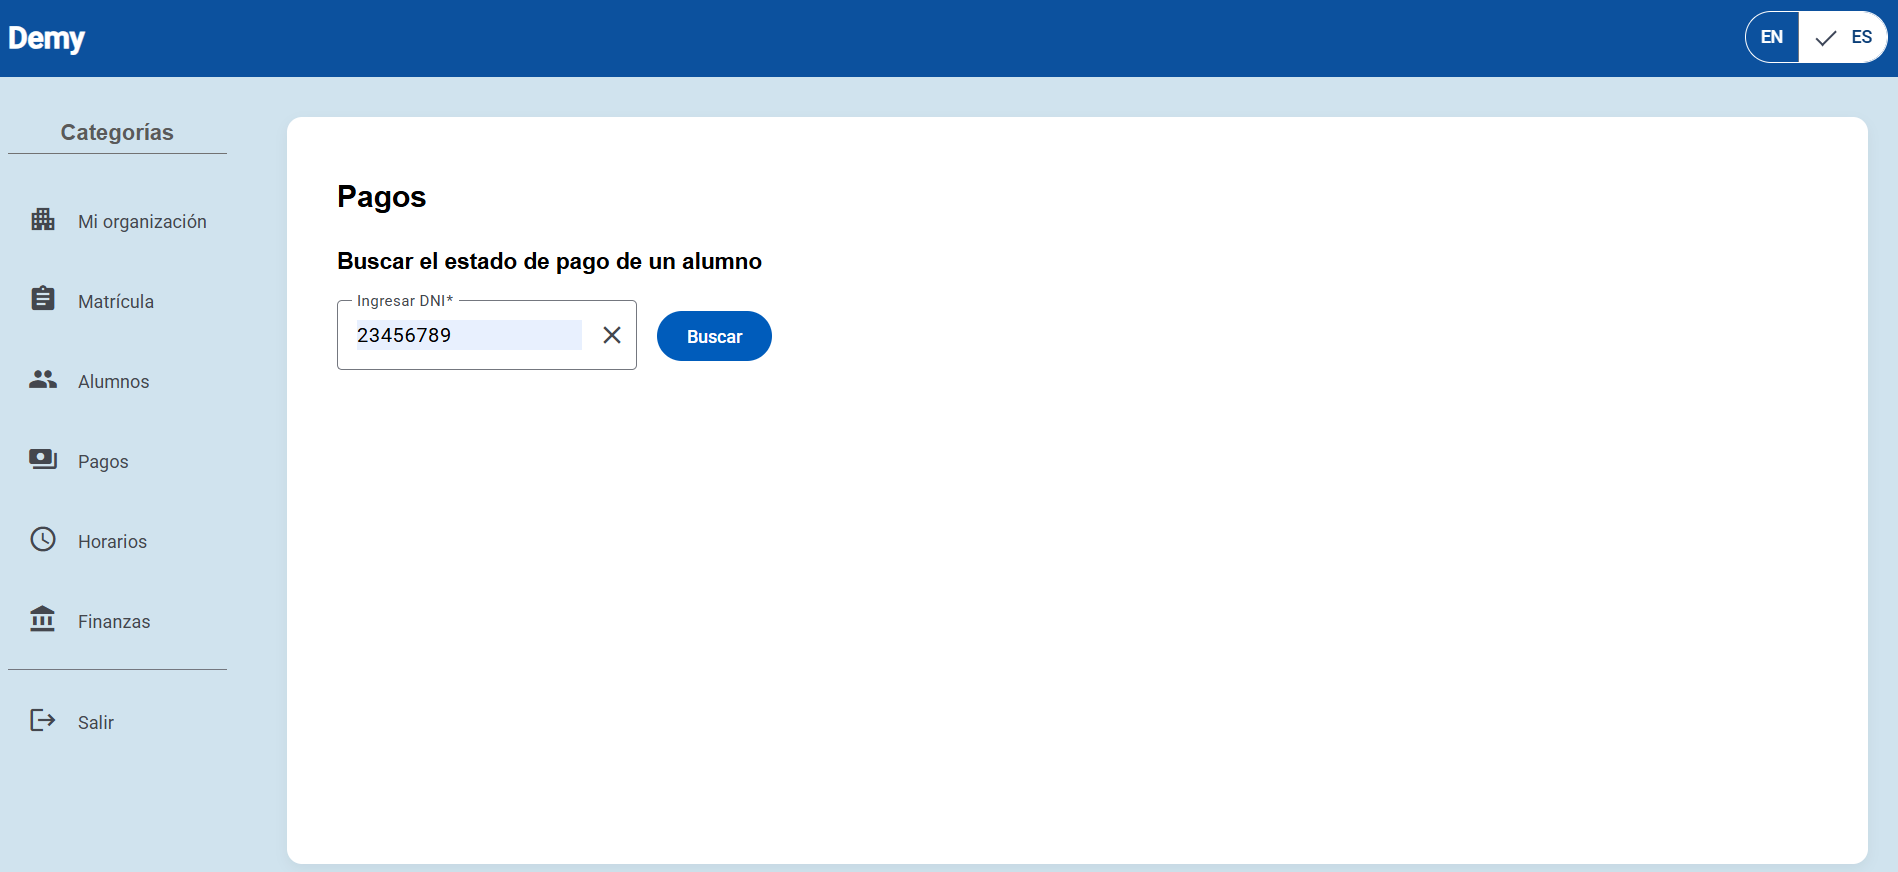 Demy
EN
ES
Categorías
Mi organización
Matrícula
Alumnos
Pagos
Horarios
Finanzas
Salir
Pagos
Buscar el estado de pago de un alumno
Ingresar DNI*
23456789
Buscar